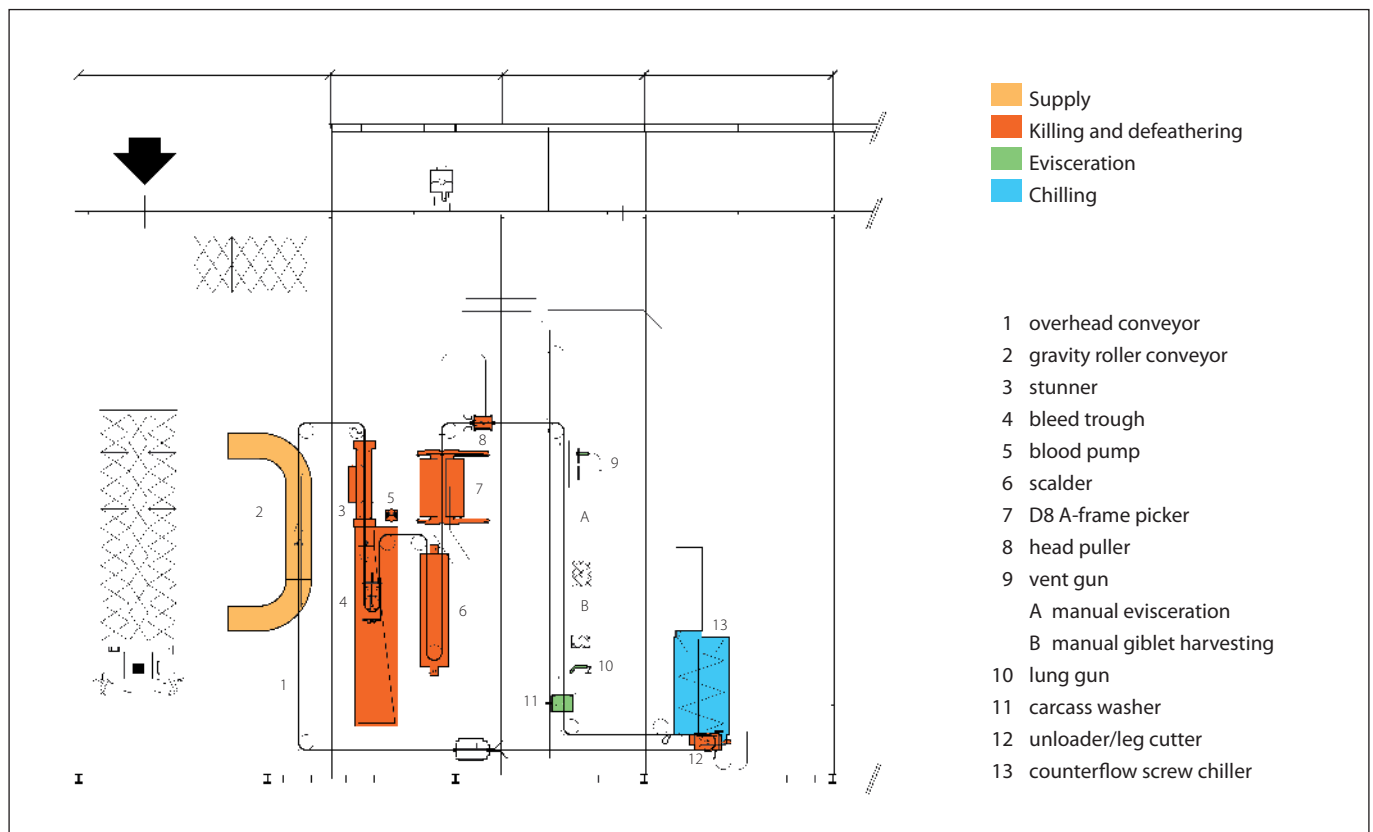 Supply
Killing and defeathering
Evisceration
Chilling
1 overhead conveyor
2 gravity roller conveyor
3 stunner
4 bleed trough
5 blood pump
6 scalder
7 D8 A-frame picker
8 head puller
9 vent gun
A manual evisceration
B manual giblet harvesting
10 lung gun
11 carcass washer
12 unloader/leg cutter
13 counterflow screw chiller
8
9
2
3
5
7
A
4
6
B
13
10
1
11
12